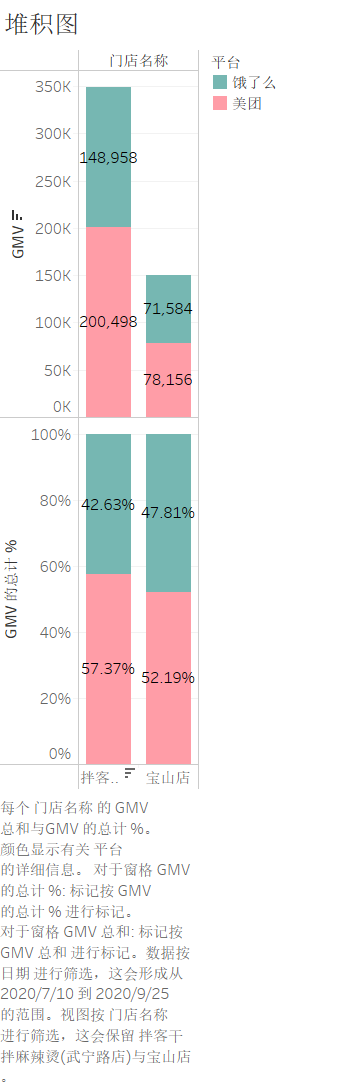 堆积图
门店名称
平台
饿了么
美团
GMV
350K
300K
250K
200K
150K
100K
50K
0K
148,958
200,498
71,584
78,156
GMV 的总计 %
100%
80%
60%
40%
20%
0%
42.63%
57.37%
47.81%
52.19%
拌客..
宝山店
每个 门店名称 的 GMV
总和与GMV 的总计 %。
颜色显示有关 平台
的详细信息。 对于窗格 GMV
的总计 %: 标记按 GMV
的总计 % 进行标记。
对于窗格 GMV 总和: 标记按
GMV 总和 进行标记。数据按
日期 进行筛选，这会形成从
2020/7/10 到 2020/9/25
的范围。视图按 门店名称
进行筛选，这会保留 拌客干
拌麻辣烫(武宁路店)与宝山店
。